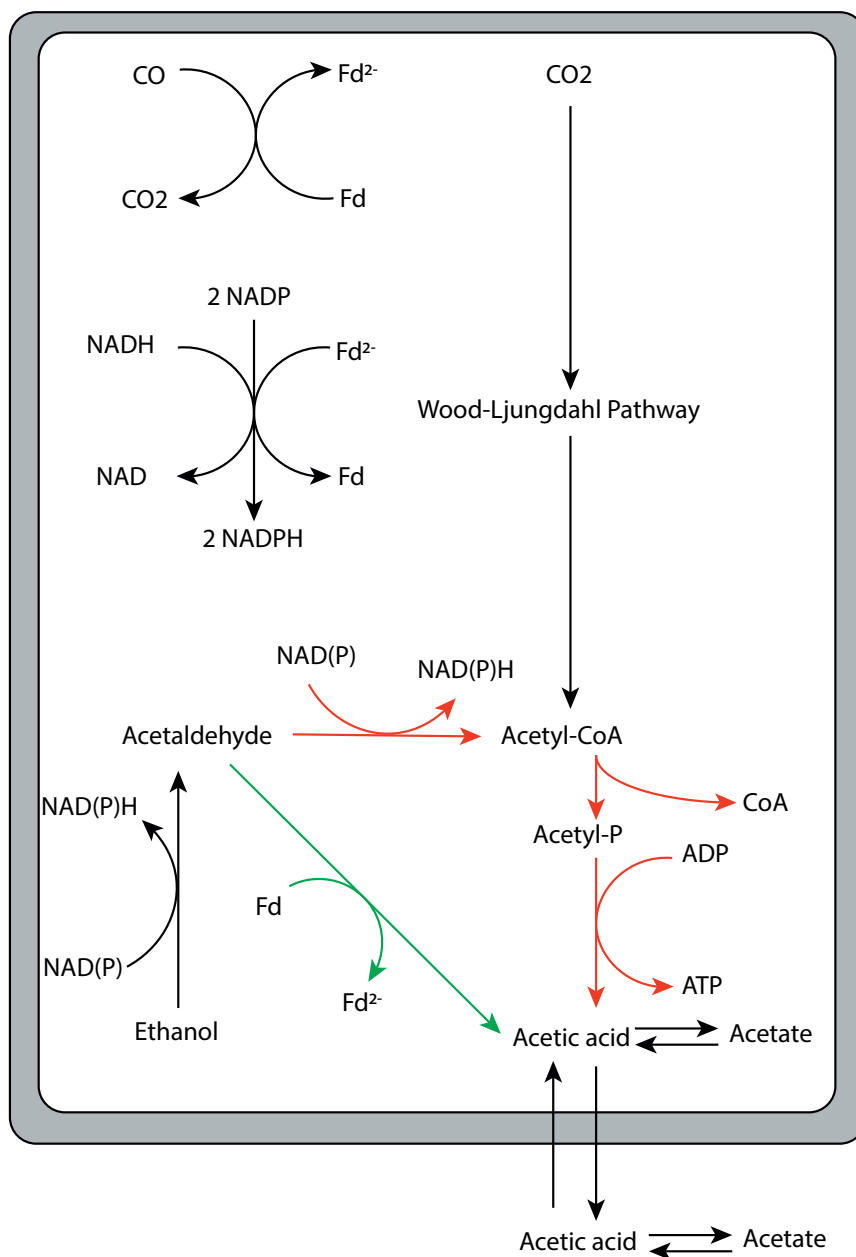 CO
Fd²⁻
CO2
CO2
Fd
2 NADP
NADH
Fd²⁻
Wood-Ljungdahl Pathway
NAD
Fd
2 NADPH
NAD(P)
NAD(P)H
Acetaldehyde
Acetyl-CoA
NAD(P)H
CoA
Acetyl-P
ADP
Fd
NAD(P)
ATP
Fd²⁻
Ethanol
Acetic acid
Acetate
Acetic acid
Acetate